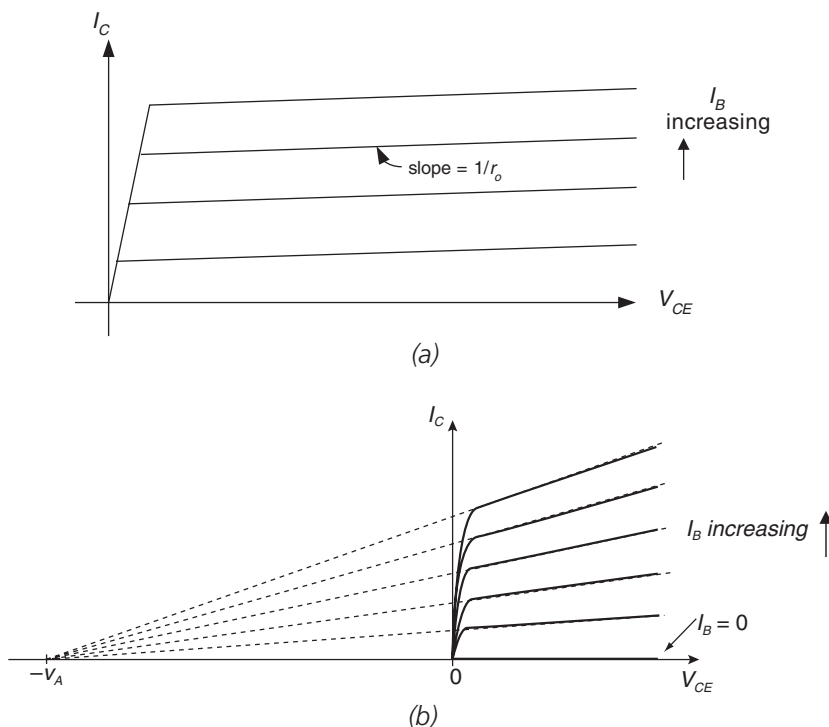 I_C
I_B
increasing
slope = 1/r_o
V_CE
(a)
I_C
I_B increasing
I_B = 0
–v_A
0
V_CE
(b)